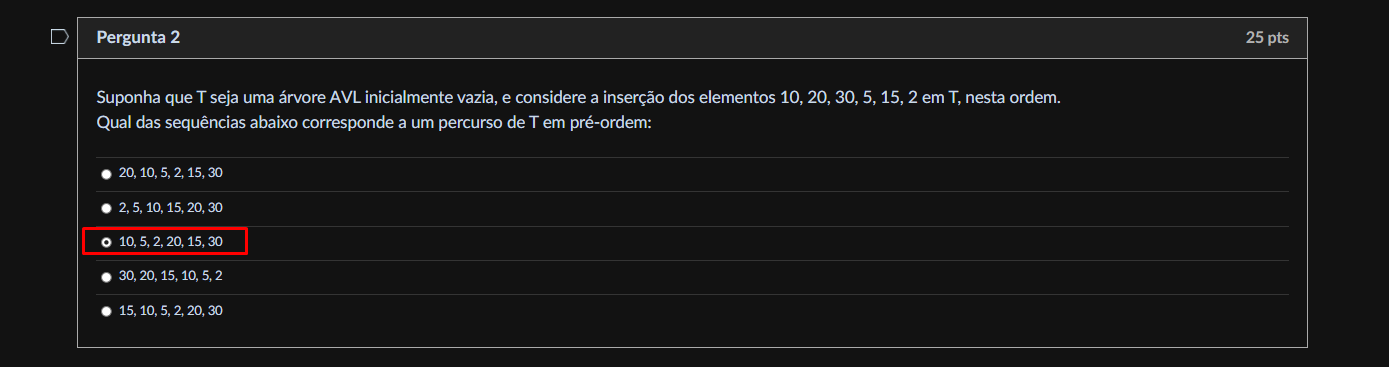 Pergunta 2
25 pts
Suponha que T seja uma árvore AVL inicialmente vazia, e considere a inserção dos elementos 10, 20, 30, 5, 15, 2 em T, nesta ordem.
Qual das sequências abaixo corresponde a um percurso de T em pré-ordem:
20, 10, 5, 2, 15, 30
2, 5, 10, 15, 20, 30
10, 5, 2, 20, 15, 30
30, 20, 15, 10, 5, 2
15, 10, 5, 2, 20, 30